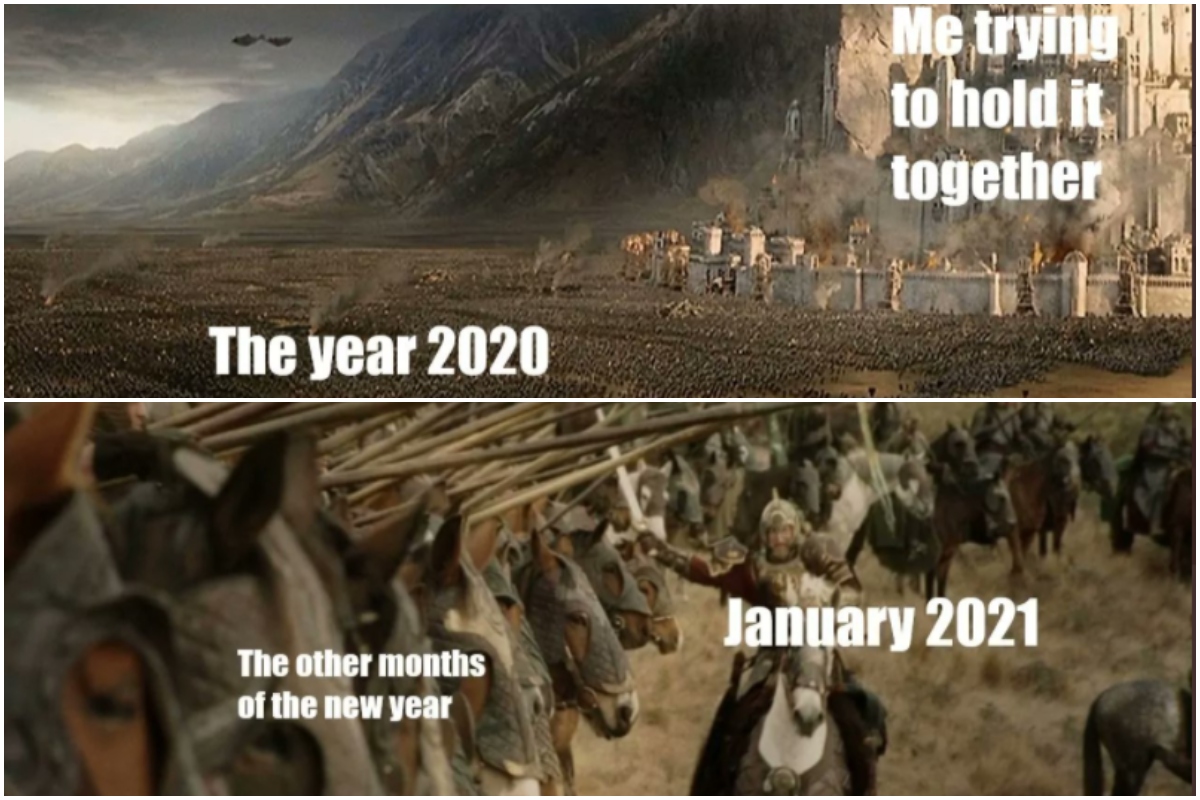 Me trying
to hold it
together
The year 2020
January 2021
The other months
of the new year